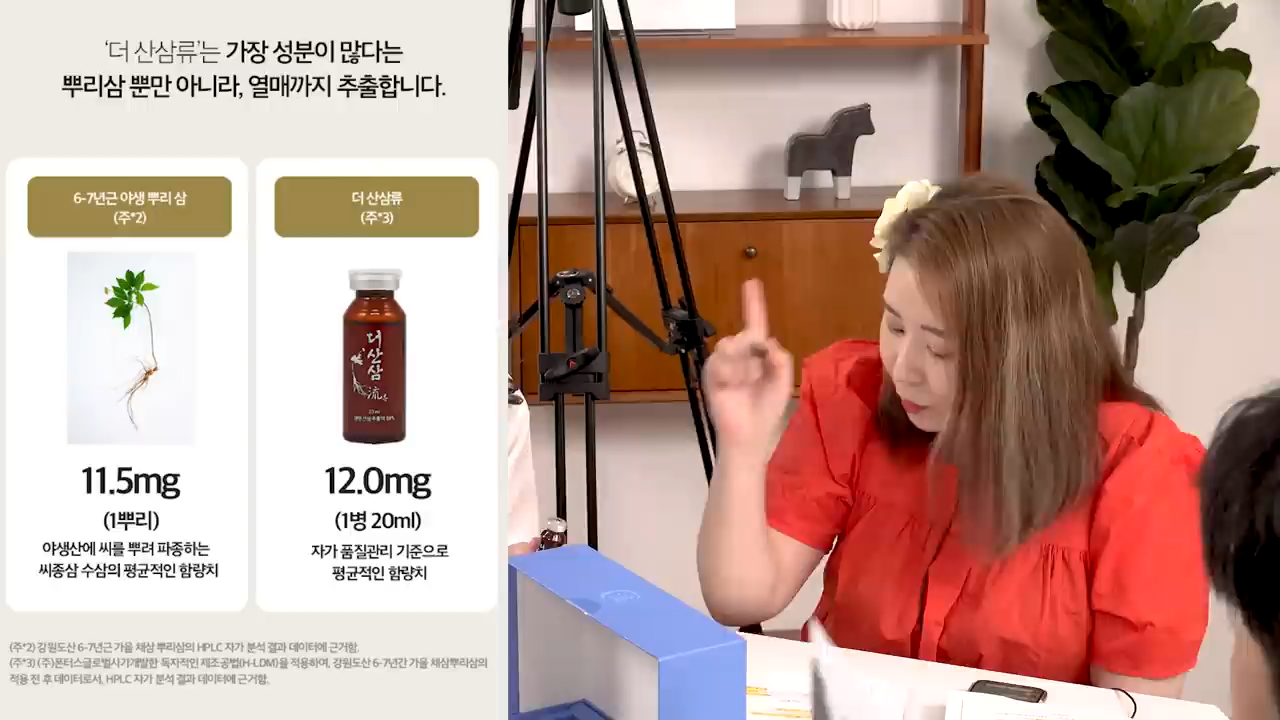 '더 산삼류'는 가장 성분이 많다는
뿌리삼 뿐만 아니라, 열매까지 추출합니다.
6-7년근 야생 뿌리 삼
(주*2)
더 산삼류
(주*3)
더
산
삼
流
20 ml
11.5mg
12.0mg
(1뿌리)
(1병 20ml)
야생산에 씨를 뿌려 파종하는
씨종삼 수삼의 평균적인 함량치
자가 품질관리 기준으로
평균적인 함량치
(주*2) 강원도산 6-7년근 가을 채삼 뿌리삼의 HPLC 자가 분석 결과 데이터에 근거함.
(주*3) (주)폰터스글로벌사기개발한 독자적인 제조공법(H-LDM)을 적용하여, 강원도산 6-7년간 가을 채삼뿌리삼의
적용 전 후 데이터로서, HPLC 자가 분석 결과 데이터에 근거함.